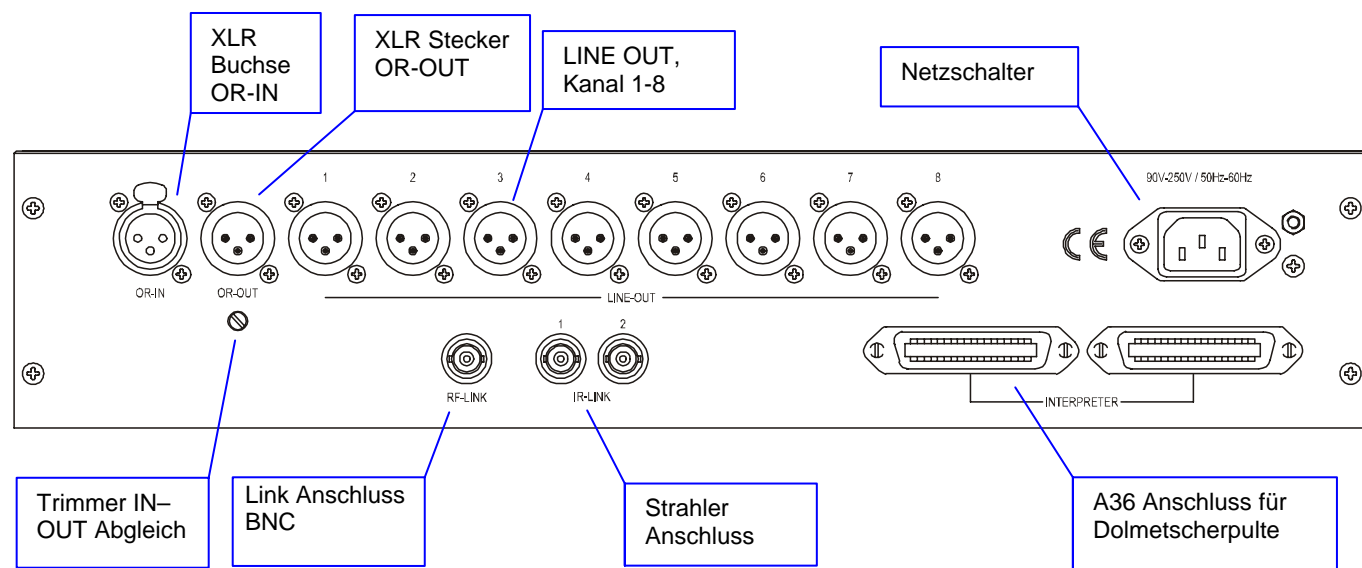 XLR
Buchse
OR-IN
XLR Stecker
OR-OUT
LINE OUT,
Kanal 1-8
Netzschalter
1 2 3 4 5 6 7 8
90V-250V / 50Hz-60Hz
CE
OR-IN
OR-OUT
LINE-OUT
1 2
RF-LINK
IR-LINK
INTERPRETER
Trimmer IN–
OUT Abgleich
Link Anschluss
BNC
Strahler
Anschluss
A36 Anschluss für
Dolmetscherpulte